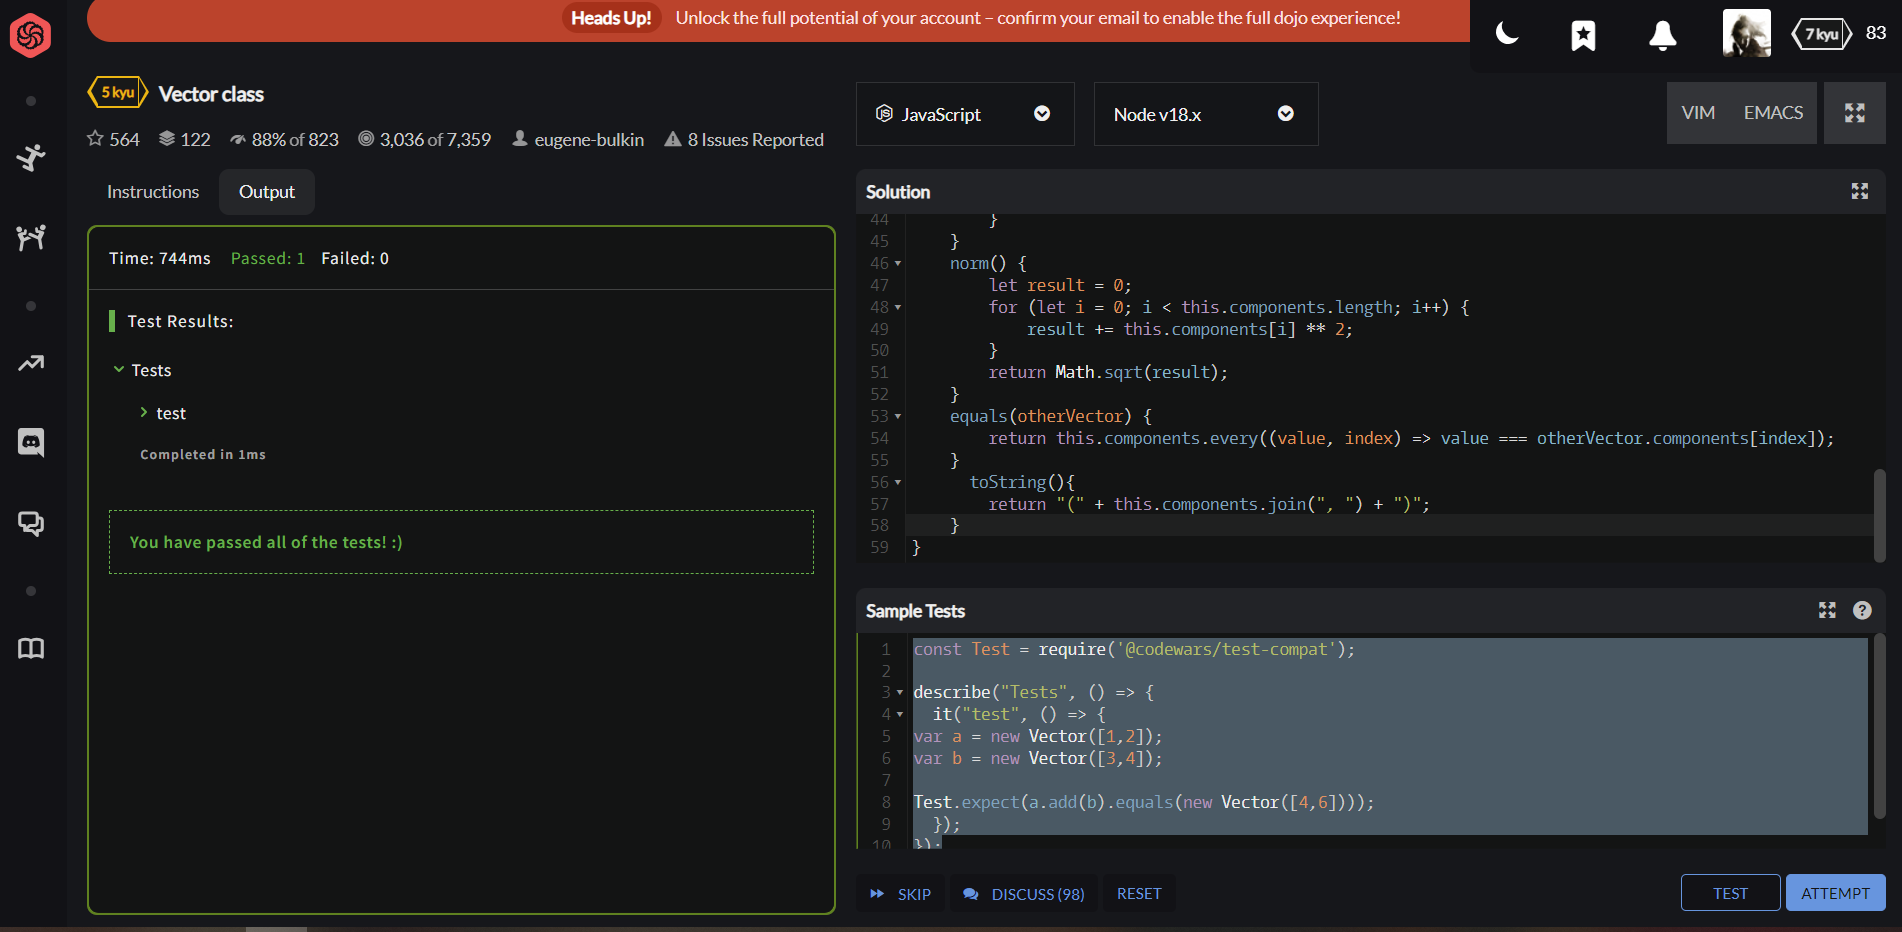 Heads Up! Unlock the full potential of your account – confirm your email to enable the full dojo experience!
7 kyu 83
5 kyu Vector class
564 122 88% of 823 3,036 of 7,359 eugene-bulkin 8 Issues Reported
JavaScript
Node v18.x
VIM EMACS
Instructions Output
Time: 744ms Passed: 1 Failed: 0
Test Results:
Tests
test
Completed in 1ms
You have passed all of the tests! :)
Solution
44         }
45     }
46     norm() {
47         let result = 0;
48         for (let i = 0; i < this.components.length; i++) {
49             result += this.components[i] ** 2;
50         }
51         return Math.sqrt(result);
52     }
53     equals(otherVector) {
54         return this.components.every((value, index) => value === otherVector.components[index]);
55     }
56       toString(){
57         return "(" + this.components.join(", ") + ")";
58     }
59 }
Sample Tests
1 const Test = require('@codewars/test-compat');
2
3 describe("Tests", () => {
4   it("test", () => {
5 var a = new Vector([1,2]);
6 var b = new Vector([3,4]);
7
8 Test.expect(a.add(b).equals(new Vector([4,6])));
9   });
10 });
SKIP DISCUSS (98) RESET
TEST ATTEMPT